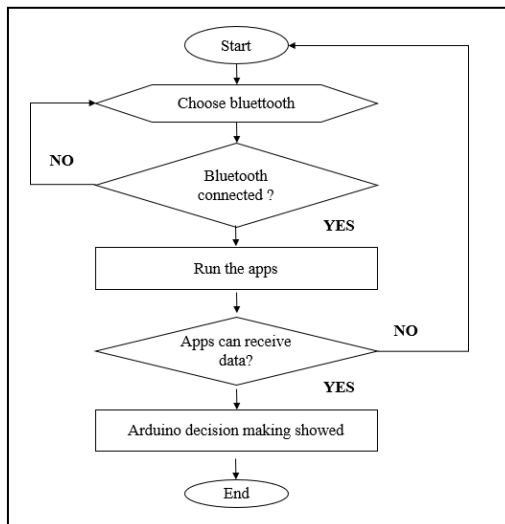 Start
Choose bluettooth
NO
Bluetooth
connected ?
YES
Run the apps
Apps can receive
data?
NO
YES
Arduino decision making showed
End